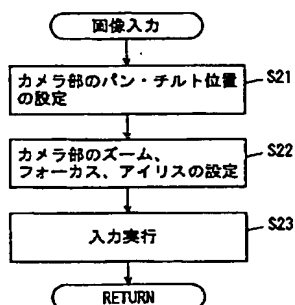 画像入力
カメラ部のパン・チルト位置
の設定
S21
カメラ部のズーム、
フォーカス、アイリスの設定
S22
入力実行
S23
RETURN